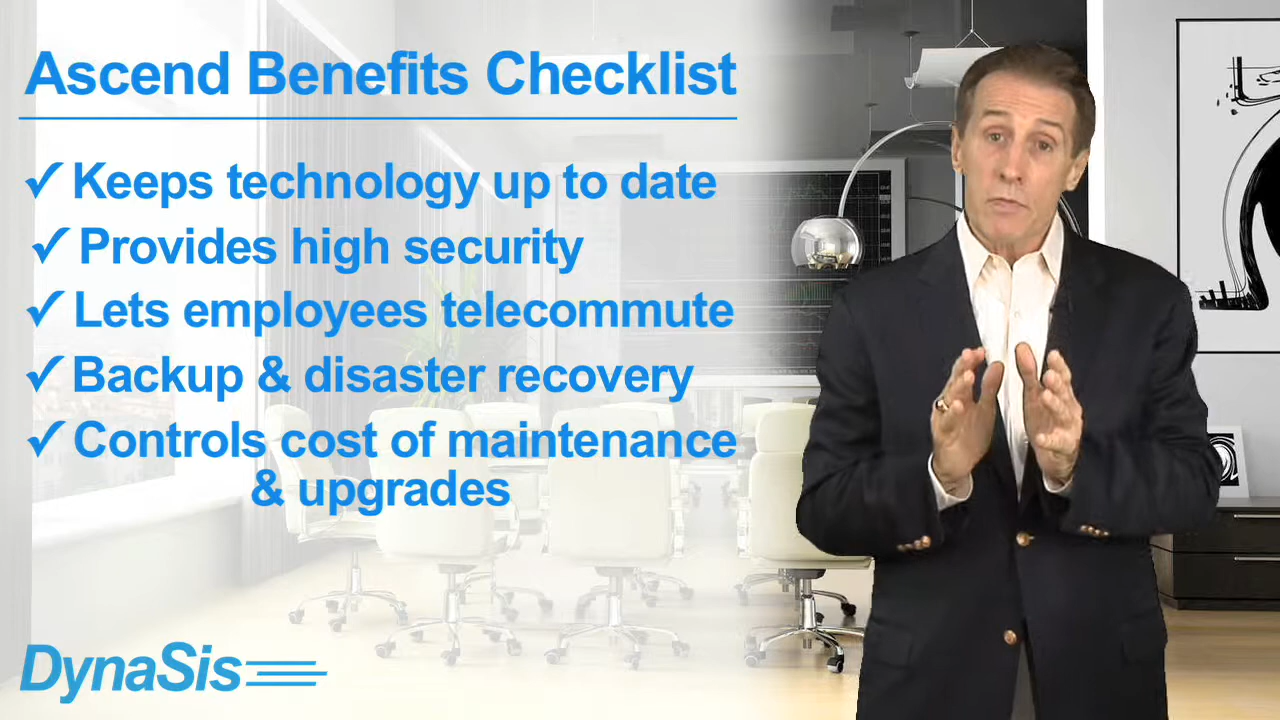 Ascend Benefits Checklist
✓ Keeps technology up to date
✓ Provides high security
✓ Lets employees telecommute
✓ Backup & disaster recovery
✓ Controls cost of maintenance
& upgrades
DynaSis